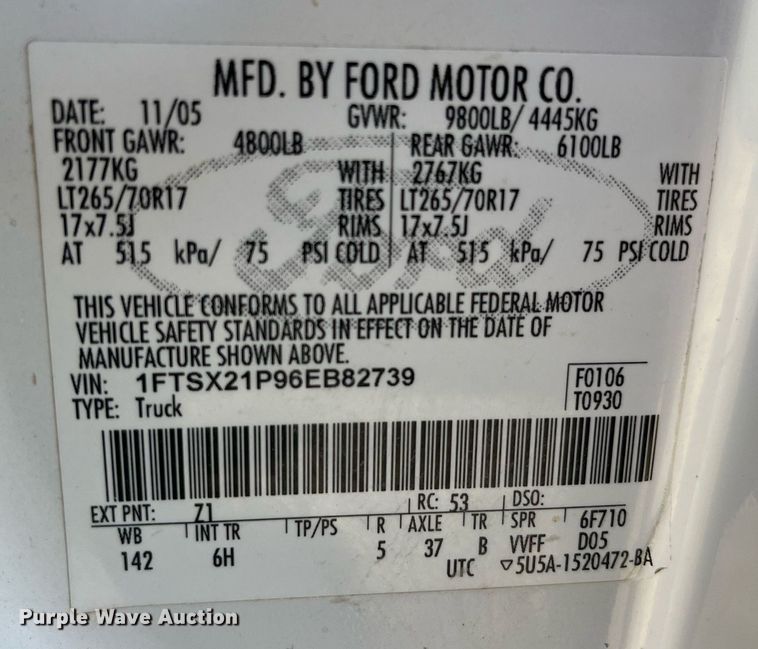 MFD. BY FORD MOTOR CO.
DATE: 11/05 GVWR: 9800LB/ 4445KG
FRONT GAWR: 4800LB REAR GAWR: 6100LB
2177KG WITH 2767KG WITH
LT265/70R17 TIRES LT265/70R17 TIRES
17x7.5J RIMS 17x7.5J RIMS
AT 515 kPa/ 75 PSI COLD AT 515 kPa/ 75 PSI COLD
Ford
THIS VEHICLE CONFORMS TO ALL APPLICABLE FEDERAL MOTOR
VEHICLE SAFETY STANDARDS IN EFFECT ON THE DATE OF
MANUFACTURE SHOWN ABOVE.
VIN: 1FTSX21P96EB82739 F0106
TYPE: Truck T0930
EXT PNT: Z1 RC: 53 DSO:
WB INT TR TP/PS R AXLE TR SPR 6F710
142 6H 5 37 B VVFF D05
UTC ▽5U5A-1520472-BA
Purple Wave Auction